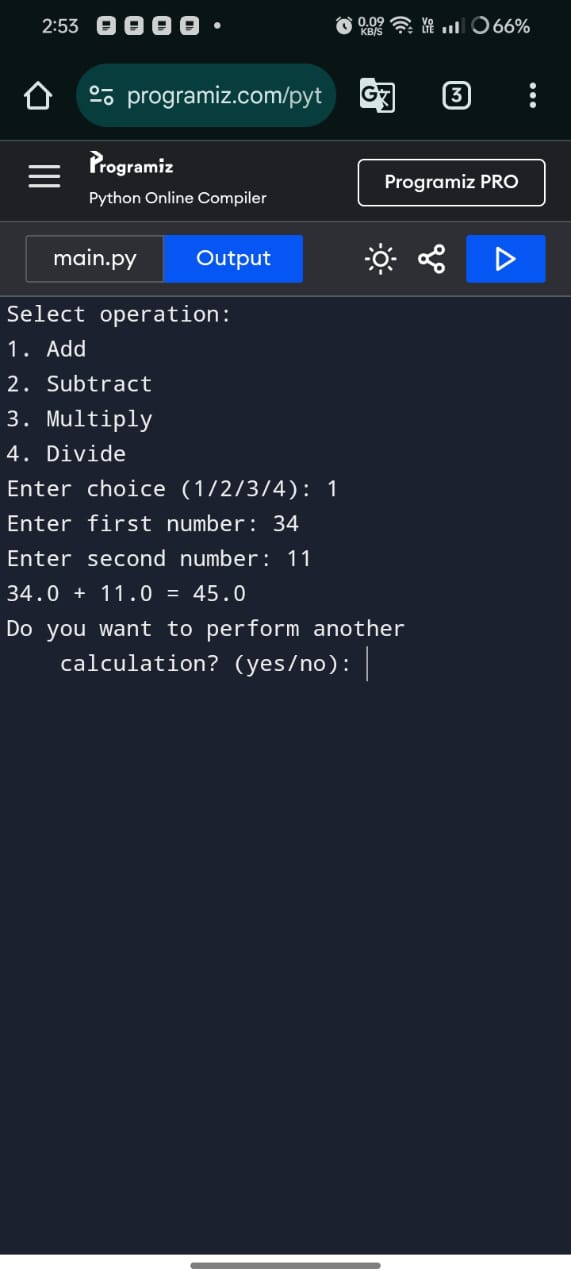 2:53 0.09 KB/S Vo LTE 66%
programiz.com/pyt 3
Programiz
Python Online Compiler
Programiz PRO
main.py Output
Select operation:
1. Add
2. Subtract
3. Multiply
4. Divide
Enter choice (1/2/3/4): 1
Enter first number: 34
Enter second number: 11
34.0 + 11.0 = 45.0
Do you want to perform another
calculation? (yes/no):